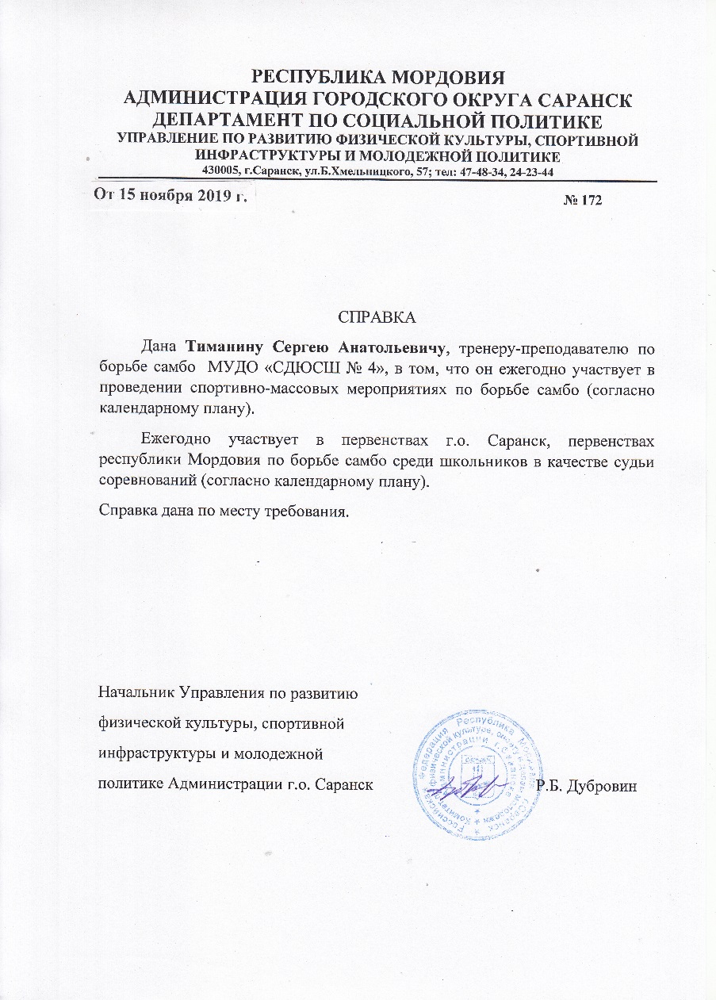 РЕСПУБЛИКА МОРДОВИЯ
АДМИНИСТРАЦИЯ ГОРОДСКОГО ОКРУГА САРАНСК
ДЕПАРТАМЕНТ ПО СОЦИАЛЬНОЙ ПОЛИТИКЕ
УПРАВЛЕНИЕ ПО РАЗВИТИЮ ФИЗИЧЕСКОЙ КУЛЬТУРЫ, СПОРТИВНОЙ
ИНФРАСТРУКТУРЫ И МОЛОДЕЖНОЙ ПОЛИТИКЕ
430005, г.Саранск, ул.Б.Хмельницкого, 57; тел: 47-48-34, 24-23-44
От 15 ноября 2019 г.
№ 172
СПРАВКА
Дана Тиманину Сергею Анатольевичу, тренеру-преподавателю по
борьбе самбо МУДО «СДЮСШ № 4», в том, что он ежегодно участвует в
проведении спортивно-массовых мероприятиях по борьбе самбо (согласно
календарному плану).
Ежегодно участвует в первенствах г.о. Саранск, первенствах
республики Мордовия по борьбе самбо среди школьников в качестве судьи
соревнований (согласно календарному плану).
Справка дана по месту требования.
Начальник Управления по развитию
физической культуры, спортивной
инфраструктуры и молодежной
политике Администрации г.о. Саранск
Р.Б. Дубровин
Российская Федерация Республика